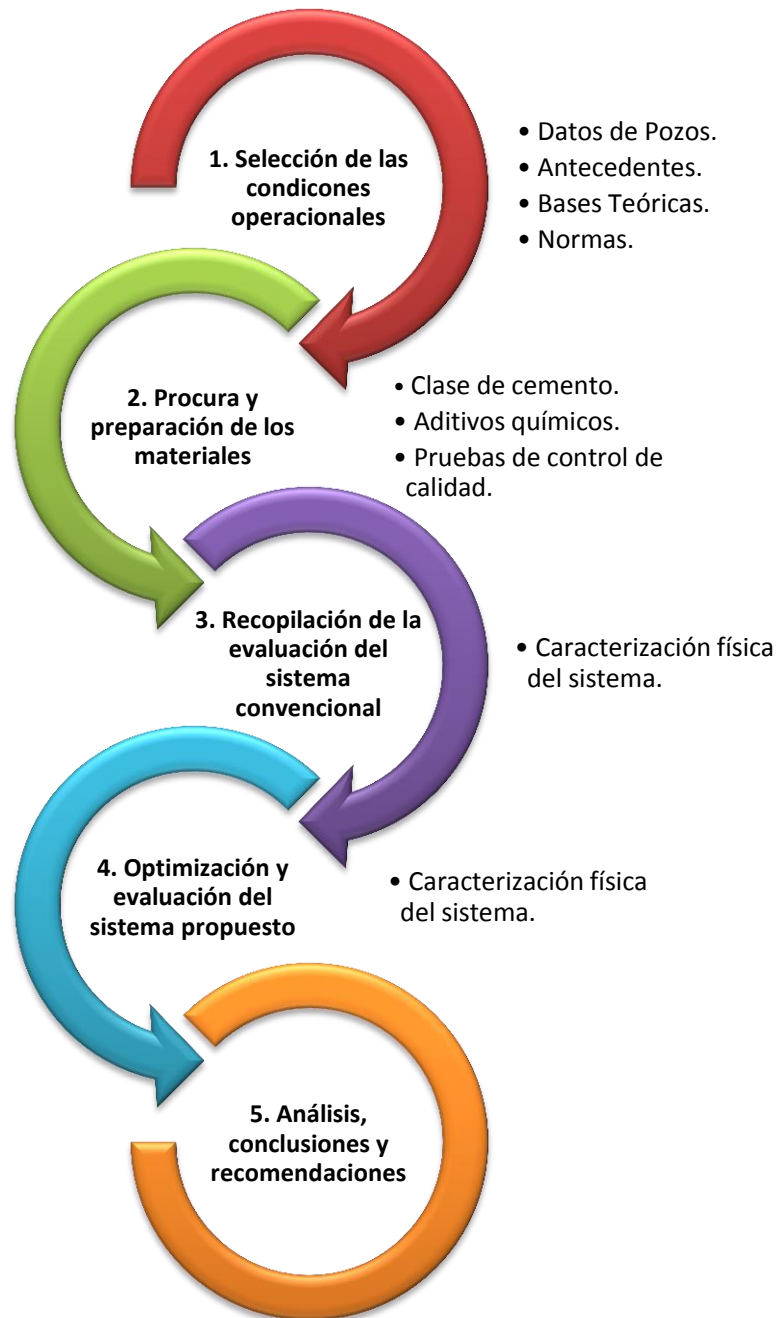 1. Selección de las
condicones
operacionales
• Datos de Pozos.
• Antecedentes.
• Bases Teóricas.
• Normas.
2. Procura y
preparación de los
materiales
• Clase de cemento.
• Aditivos químicos.
• Pruebas de control de
calidad.
3. Recopilación de la
evaluación del
sistema
convencional
• Caracterización física
del sistema.
4. Optimización y
evaluación del
sistema propuesto
• Caracterización física
del sistema.
5. Análisis,
conclusiones y
recomendaciones